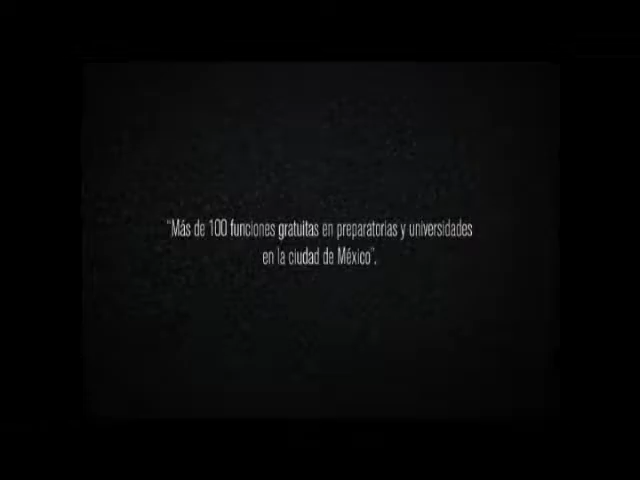 "Más de 100 funciones gratuitas en preparatorias y universidades
en la ciudad de México".